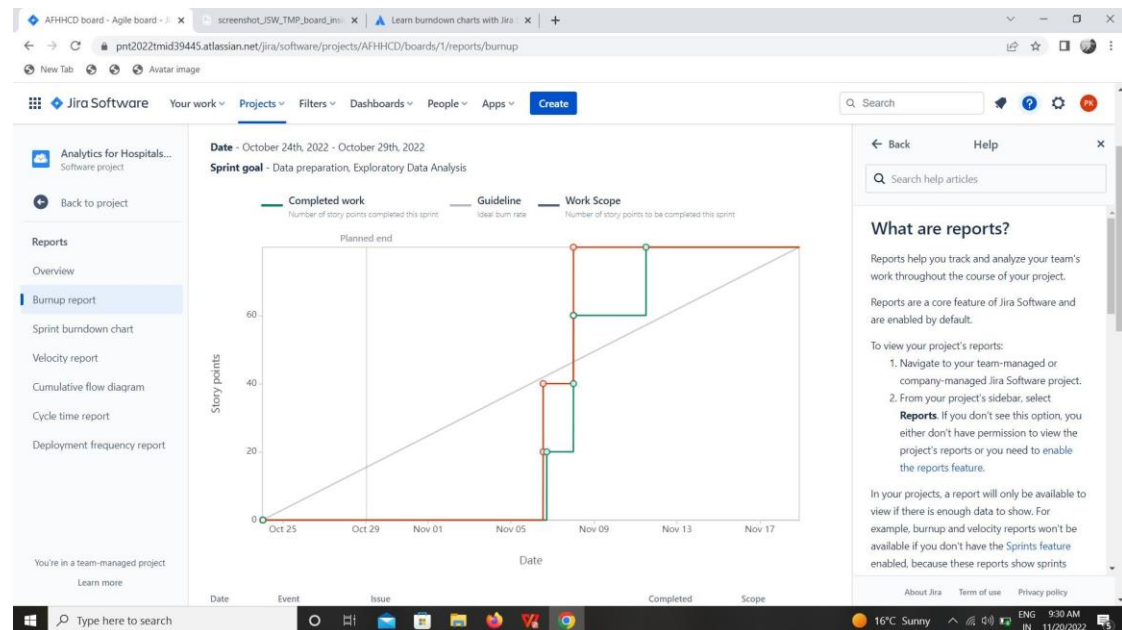 AFHHCD board - Agile board - J
screenshot_JSW_TMP_board_insi
Learn burndown charts with Jira S
pnt2022tmid39445.atlassian.net/jira/software/projects/AFHHCD/boards/1/reports/burnup
New Tab
Avatar image
Jira Software
Your work
Projects
Filters
Dashboards
People
Apps
Create
Search
PK
Analytics for Hospitals...
Software project
Back to project
Reports
Overview
Burnup report
Sprint burndown chart
Velocity report
Cumulative flow diagram
Cycle time report
Deployment frequency report
You're in a team-managed project
Learn more
Date - October 24th, 2022 - October 29th, 2022
Sprint goal - Data preparation, Exploratory Data Analysis
Completed work
Number of story points completed this sprint
Guideline
Ideal burn rate
Work Scope
Number of story points to be completed this sprint
Planned end
60
40
20
0
Story points
Oct 25 Oct 29 Nov 01 Nov 05 Nov 09 Nov 13 Nov 17
Date
Date Event Issue Completed Scope
Back
Help
Search help articles
What are reports?
Reports help you track and analyze your team's
work throughout the course of your project.
Reports are a core feature of Jira Software and
are enabled by default.
To view your project's reports:
1. Navigate to your team-managed or
company-managed Jira Software project.
2. From your project's sidebar, select
Reports. If you don't see this option, you
either don't have permission to view the
project's reports or you need to enable
the reports feature.
In your projects, a report will only be available to
view if there is enough data to show. For
example, burnup and velocity reports won't be
available if you don't have the Sprints feature
enabled, because these reports show sprints
About Jira Term of use Privacy policy
Type here to search
16°C Sunny
ENG
IN
9:30 AM
11/20/2022
5